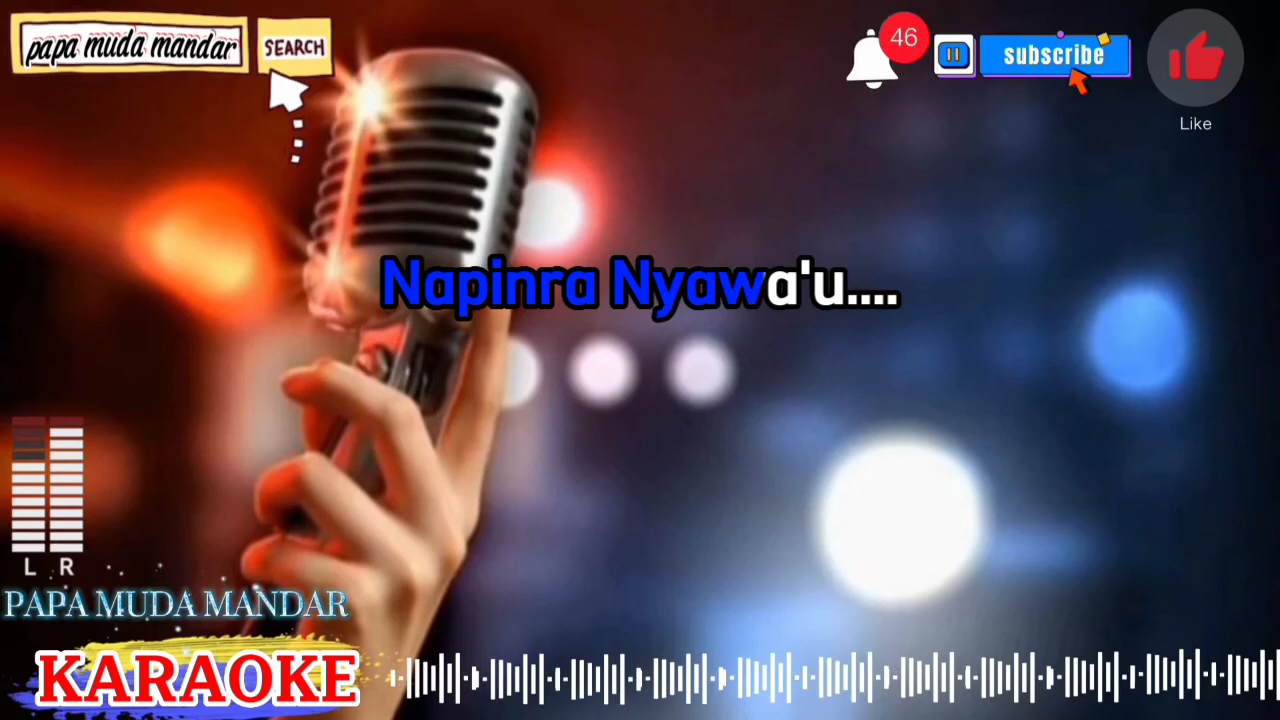 papa muda mandar
SEARCH
46
subscribe
Like
Napinra Nyawa'u....
L R
PAPA MUDA MANDAR
KARAOKE